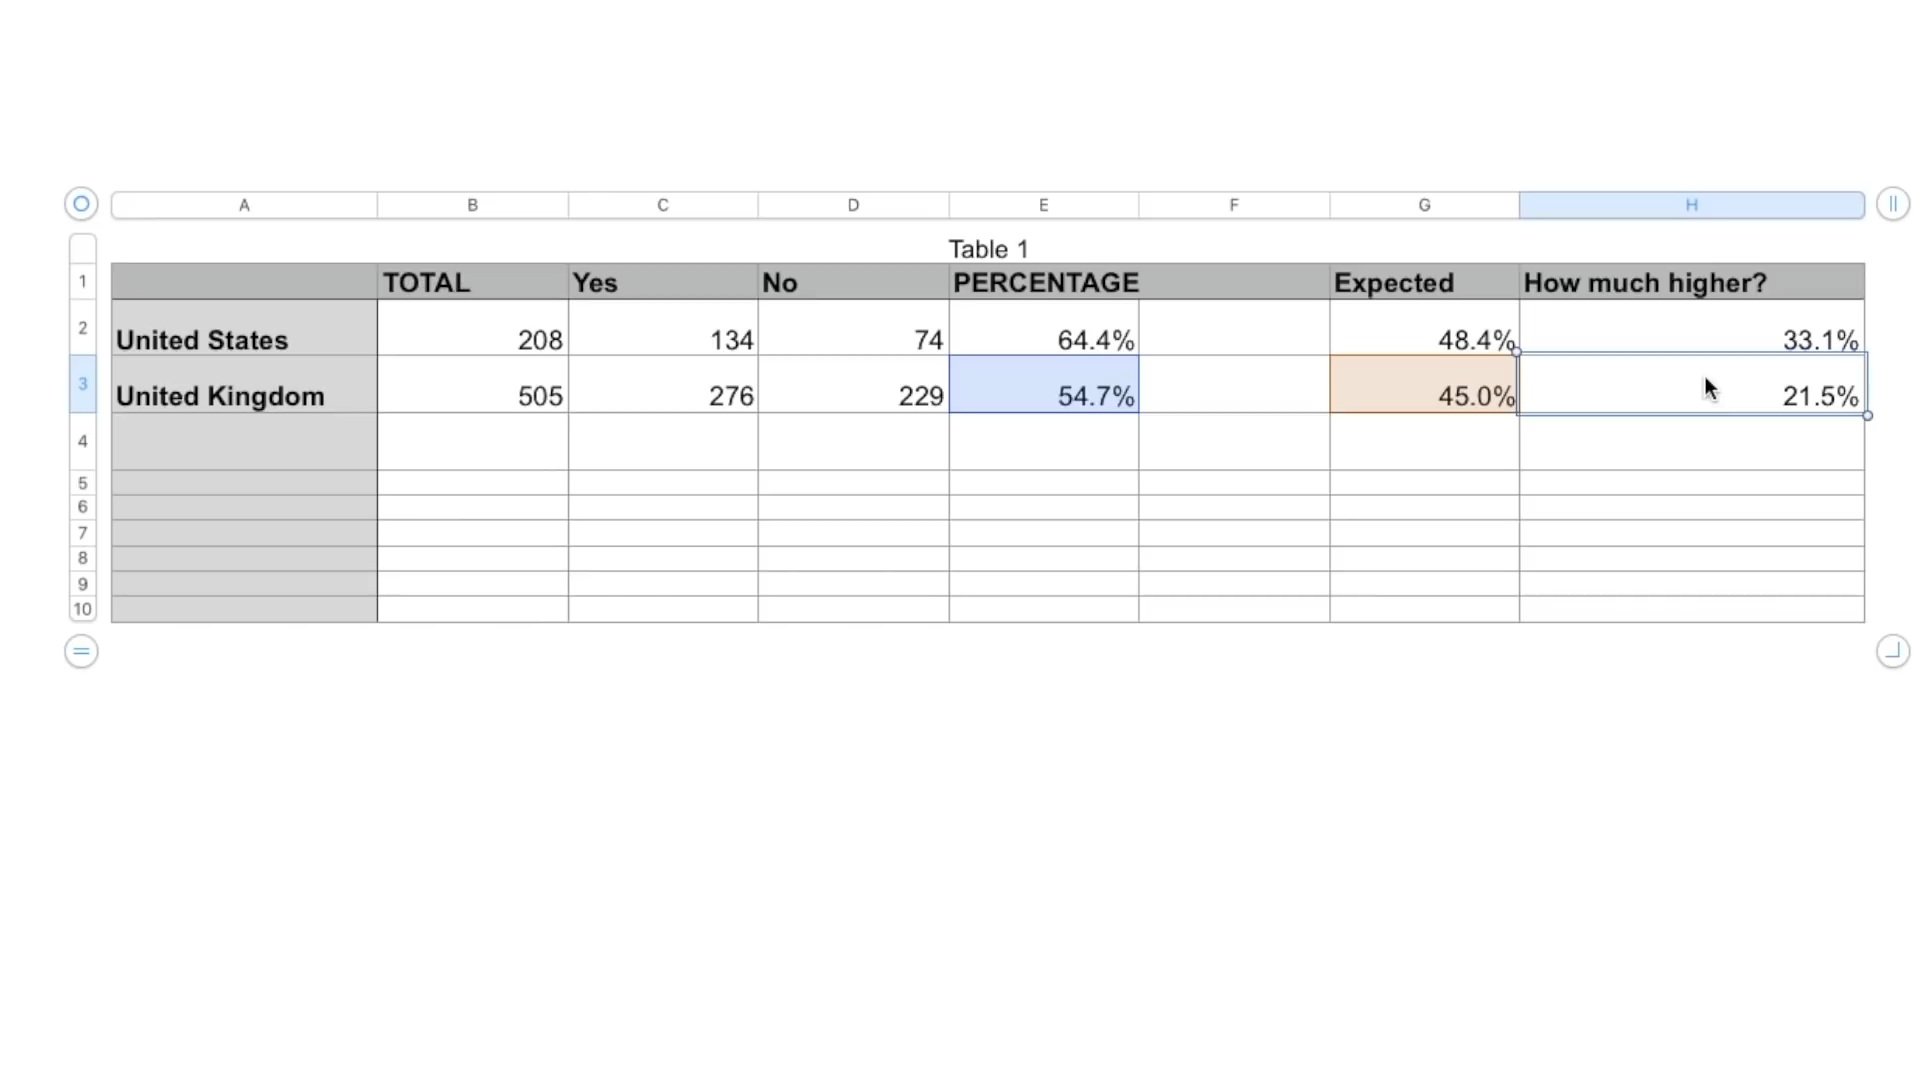 A B C D E F G H
Table 1
1 TOTAL Yes No PERCENTAGE Expected How much higher?
2 United States 208 134 74 64.4% 48.4% 33.1%
3 United Kingdom 505 276 229 54.7% 45.0% 21.5%
4
5
6
7
8
9
10